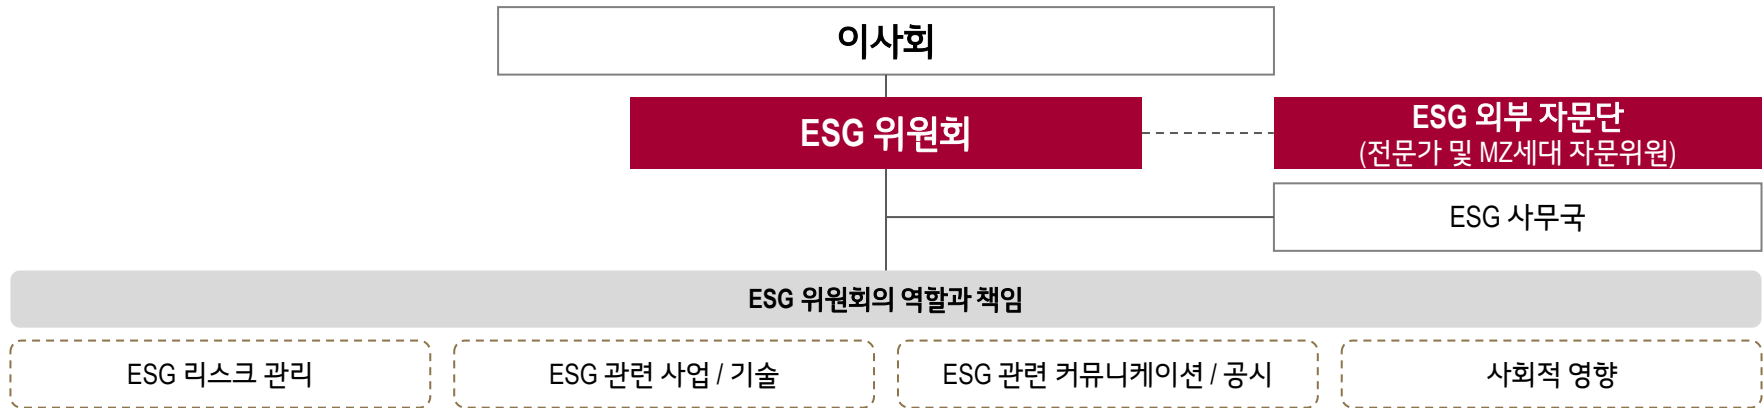 이사회
ESG 위원회
ESG 외부 자문단
(전문가 및 MZ세대 자문위원)
ESG 사무국
ESG 위원회의 역할과 책임
ESG 리스크 관리
ESG 관련 사업 / 기술
ESG 관련 커뮤니케이션 / 공시
사회적 영향